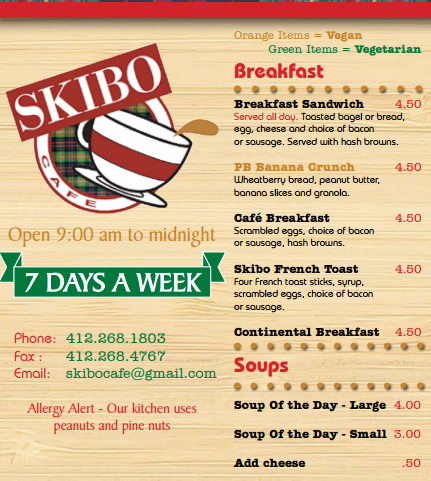 SKIBO
CAFE
Open 9:00 am to midnight
7 DAYS A WEEK
Phone: 412.268.1803
Fax : 412.268.4767
Email: skibocafe@gmail.com
Allergy Alert - Our kitchen uses
peanuts and pine nuts
Orange Items = Vegan
Green Items = Vegetarian
Breakfast
Breakfast Sandwich 4.50
Served all day. Toasted bagel or bread,
egg, cheese and choice of bacon
or sausage. Served with hash browns.
PB Banana Crunch 4.50
Wheatberry bread, peanut butter,
banana slices and granola.
Café Breakfast 4.50
Scrambled eggs, choice of bacon
or sausage, hash browns.
Skibo French Toast 4.50
Four French toast sticks, syrup,
scrambled eggs, choice of bacon
or sausage.
Continental Breakfast 4.50
Soups
Soup Of the Day - Large 4.00
Soup Of the Day - Small 3.00
Add cheese .50